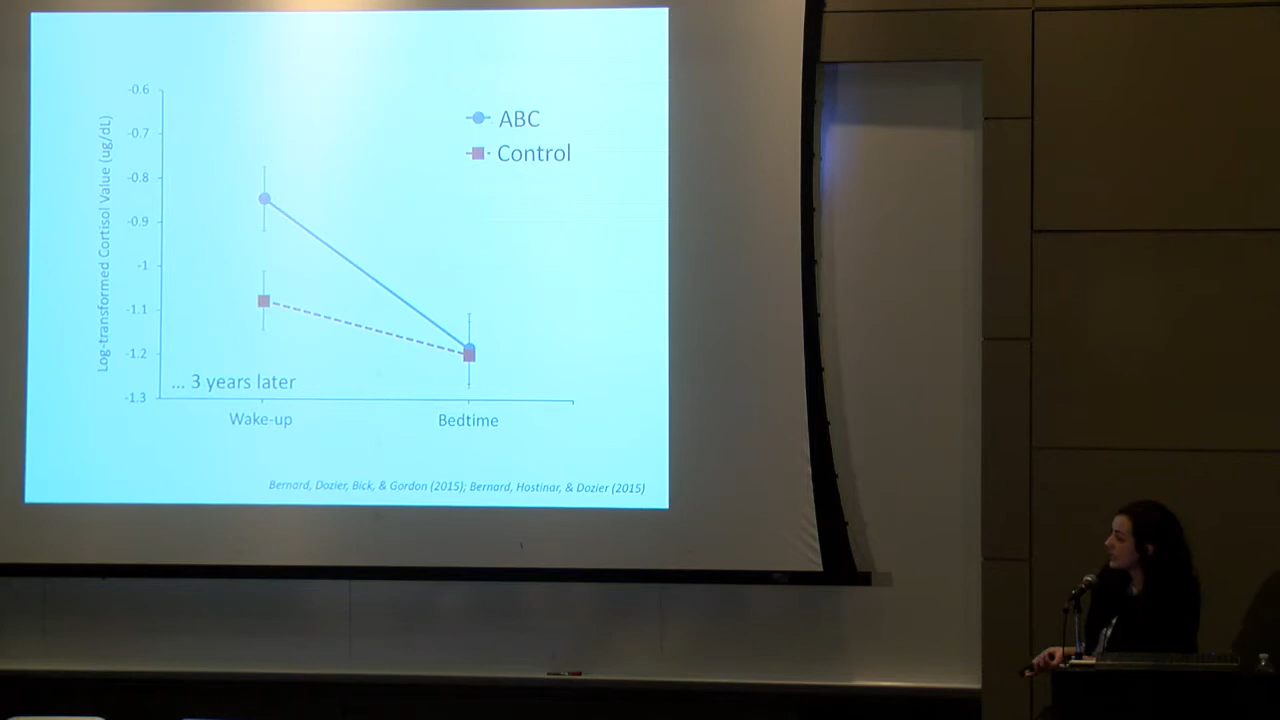 -0.6
-0.7
-0.8
-0.9
-1
-1.1
-1.2
-1.3
Log-transformed Cortisol Value (ug/dL)
ABC
Control
... 3 years later
Wake-up
Bedtime
Bernard, Dozier, Bick, & Gordon (2015); Bernard, Hostinar, & Dozier (2015)